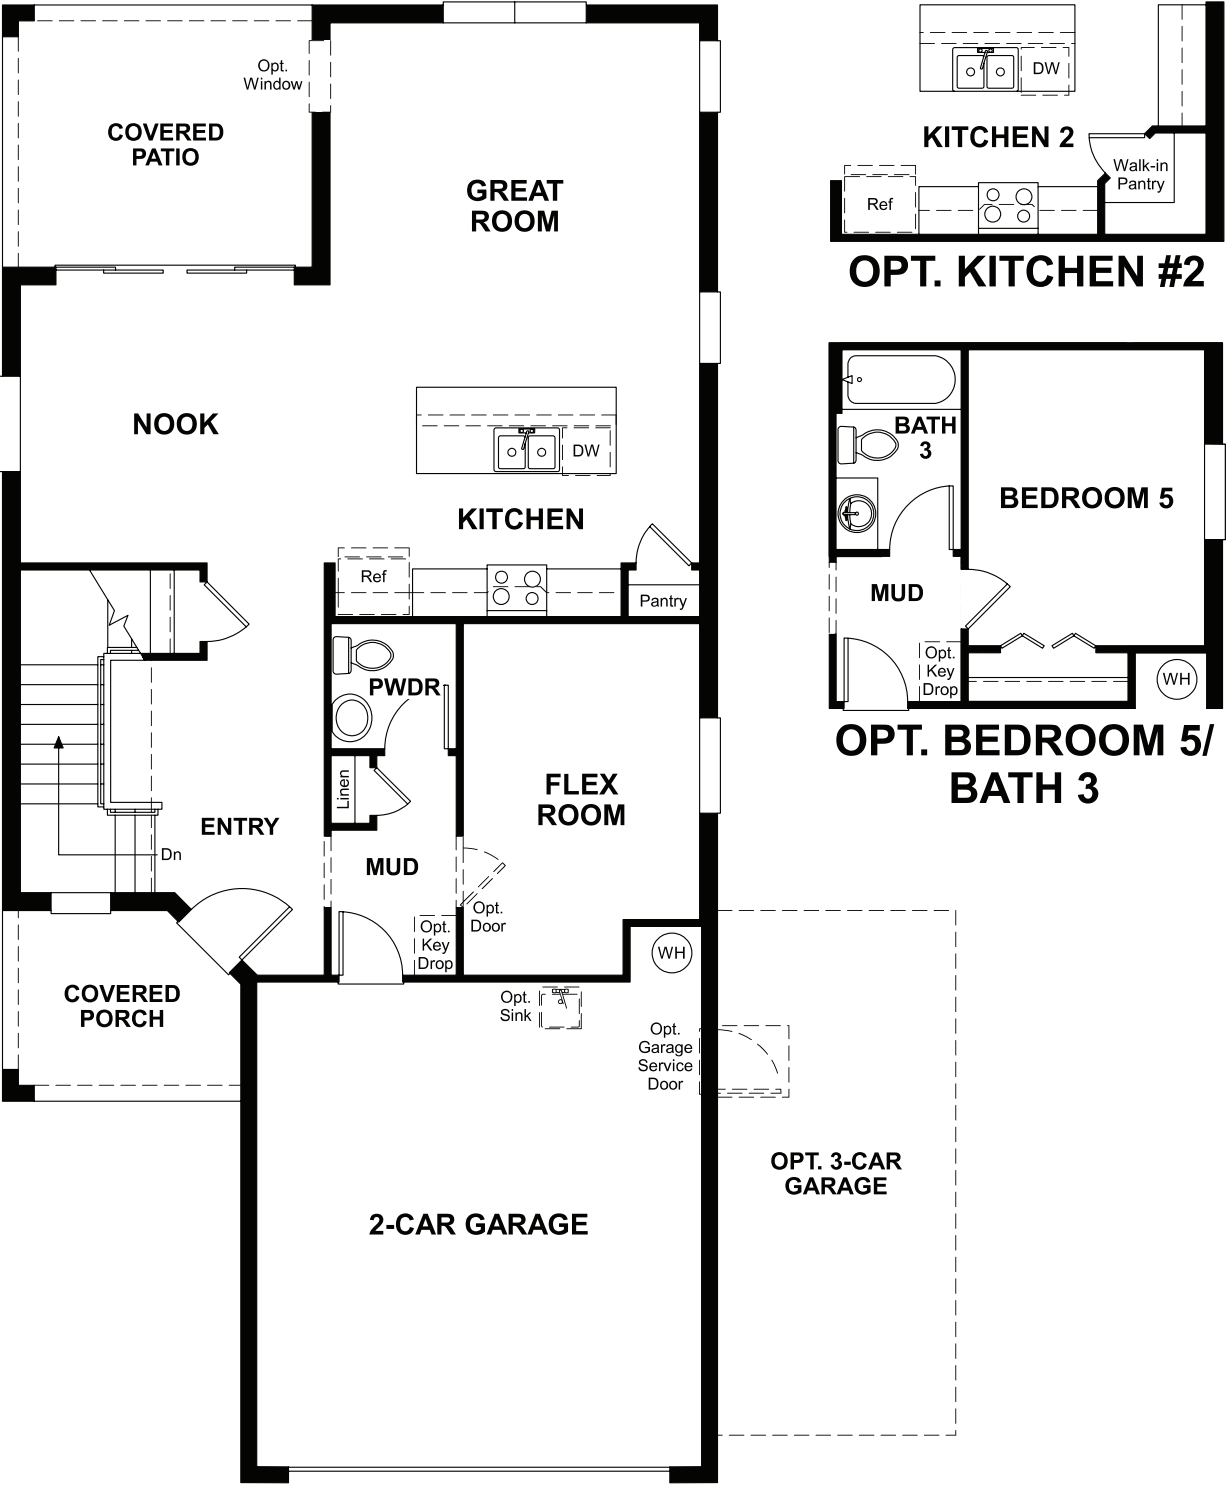 Opt.
Window
COVERED
PATIO
GREAT
ROOM
NOOK
DW
KITCHEN
Ref
Pantry
PWDR
Linen
FLEX
ROOM
ENTRY
Dn
MUD
Opt.
Door
Opt.
Key
Drop
WH
COVERED
PORCH
Opt.
Sink
Opt.
Garage
Service
Door
OPT. 3-CAR
GARAGE
2-CAR GARAGE
DW
KITCHEN 2
Walk-in
Pantry
Ref
OPT. KITCHEN #2
BATH
3
BEDROOM 5
MUD
Opt.
Key
Drop
WH
OPT. BEDROOM 5/
BATH 3